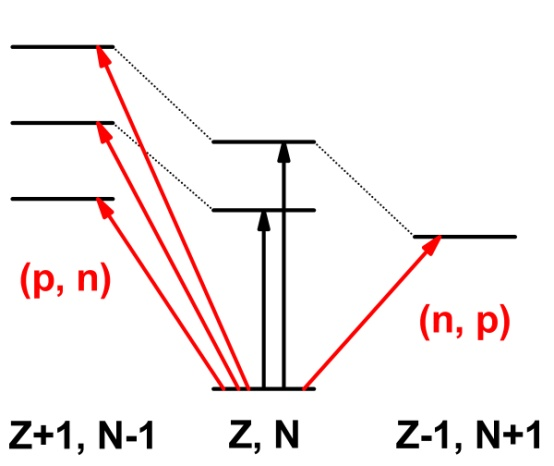 (p, n)
(n, p)
Z+1, N-1
Z, N
Z-1, N+1